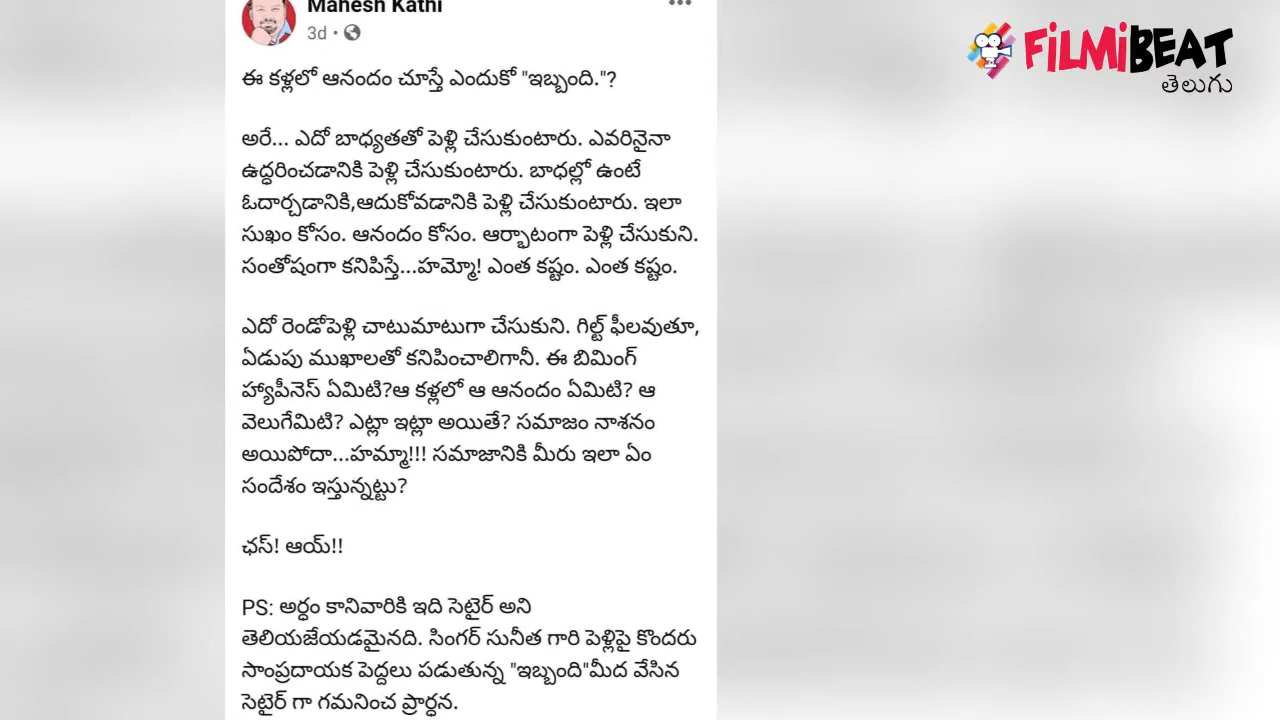 Mahesh Kathi
3d
FILMIBEAT
తెలుగు
ఈ కళ్లలో ఆనందం చూస్తే ఎందుకో "ఇబ్బంది."?
అరే... ఎదో బాధ్యతతో పెళ్లి చేసుకుంటారు. ఎవరినైనా
ఉద్ధరించడానికి పెళ్లి చేసుకుంటారు. బాధల్లో ఉంటే
ఓదార్చడానికి,ఆదుకోవడానికి పెళ్లి చేసుకుంటారు. ఇలా
సుఖం కోసం. ఆనందం కోసం. ఆర్భాటంగా పెళ్లి చేసుకుని.
సంతోషంగా కనిపిస్తే...హమ్మో! ఎంత కష్టం. ఎంత కష్టం.
ఎదో రెండోపెళ్లి చాటుమాటుగా చేసుకుని. గిల్ట్ ఫీలవుతూ,
ఏడుపు ముఖాలతో కనిపించాలిగానీ. ఈ బిమింగ్
హ్యాపీనెస్ ఏమిటి?ఆ కళ్లలో ఆ ఆనందం ఏమిటి? ఆ
వెలుగేమిటి? ఎట్లా ఇట్లా అయితే? సమాజం నాశనం
అయిపోదా...హమ్మా!!! సమాజానికి మీరు ఇలా ఏం
సందేశం ఇస్తున్నట్టు?
ఛస్! ఆయ్!!
PS: అర్ధం కానివారికి ఇది సెటైర్ అని
తెలియజేయడమైనది. సింగర్ సునీత గారి పెళ్లిపై కొందరు
సాంప్రదాయక పెద్దలు పడుతున్న "ఇబ్బంది"మీద వేసిన
సెటైర్ గా గమనించ ప్రార్ధన.